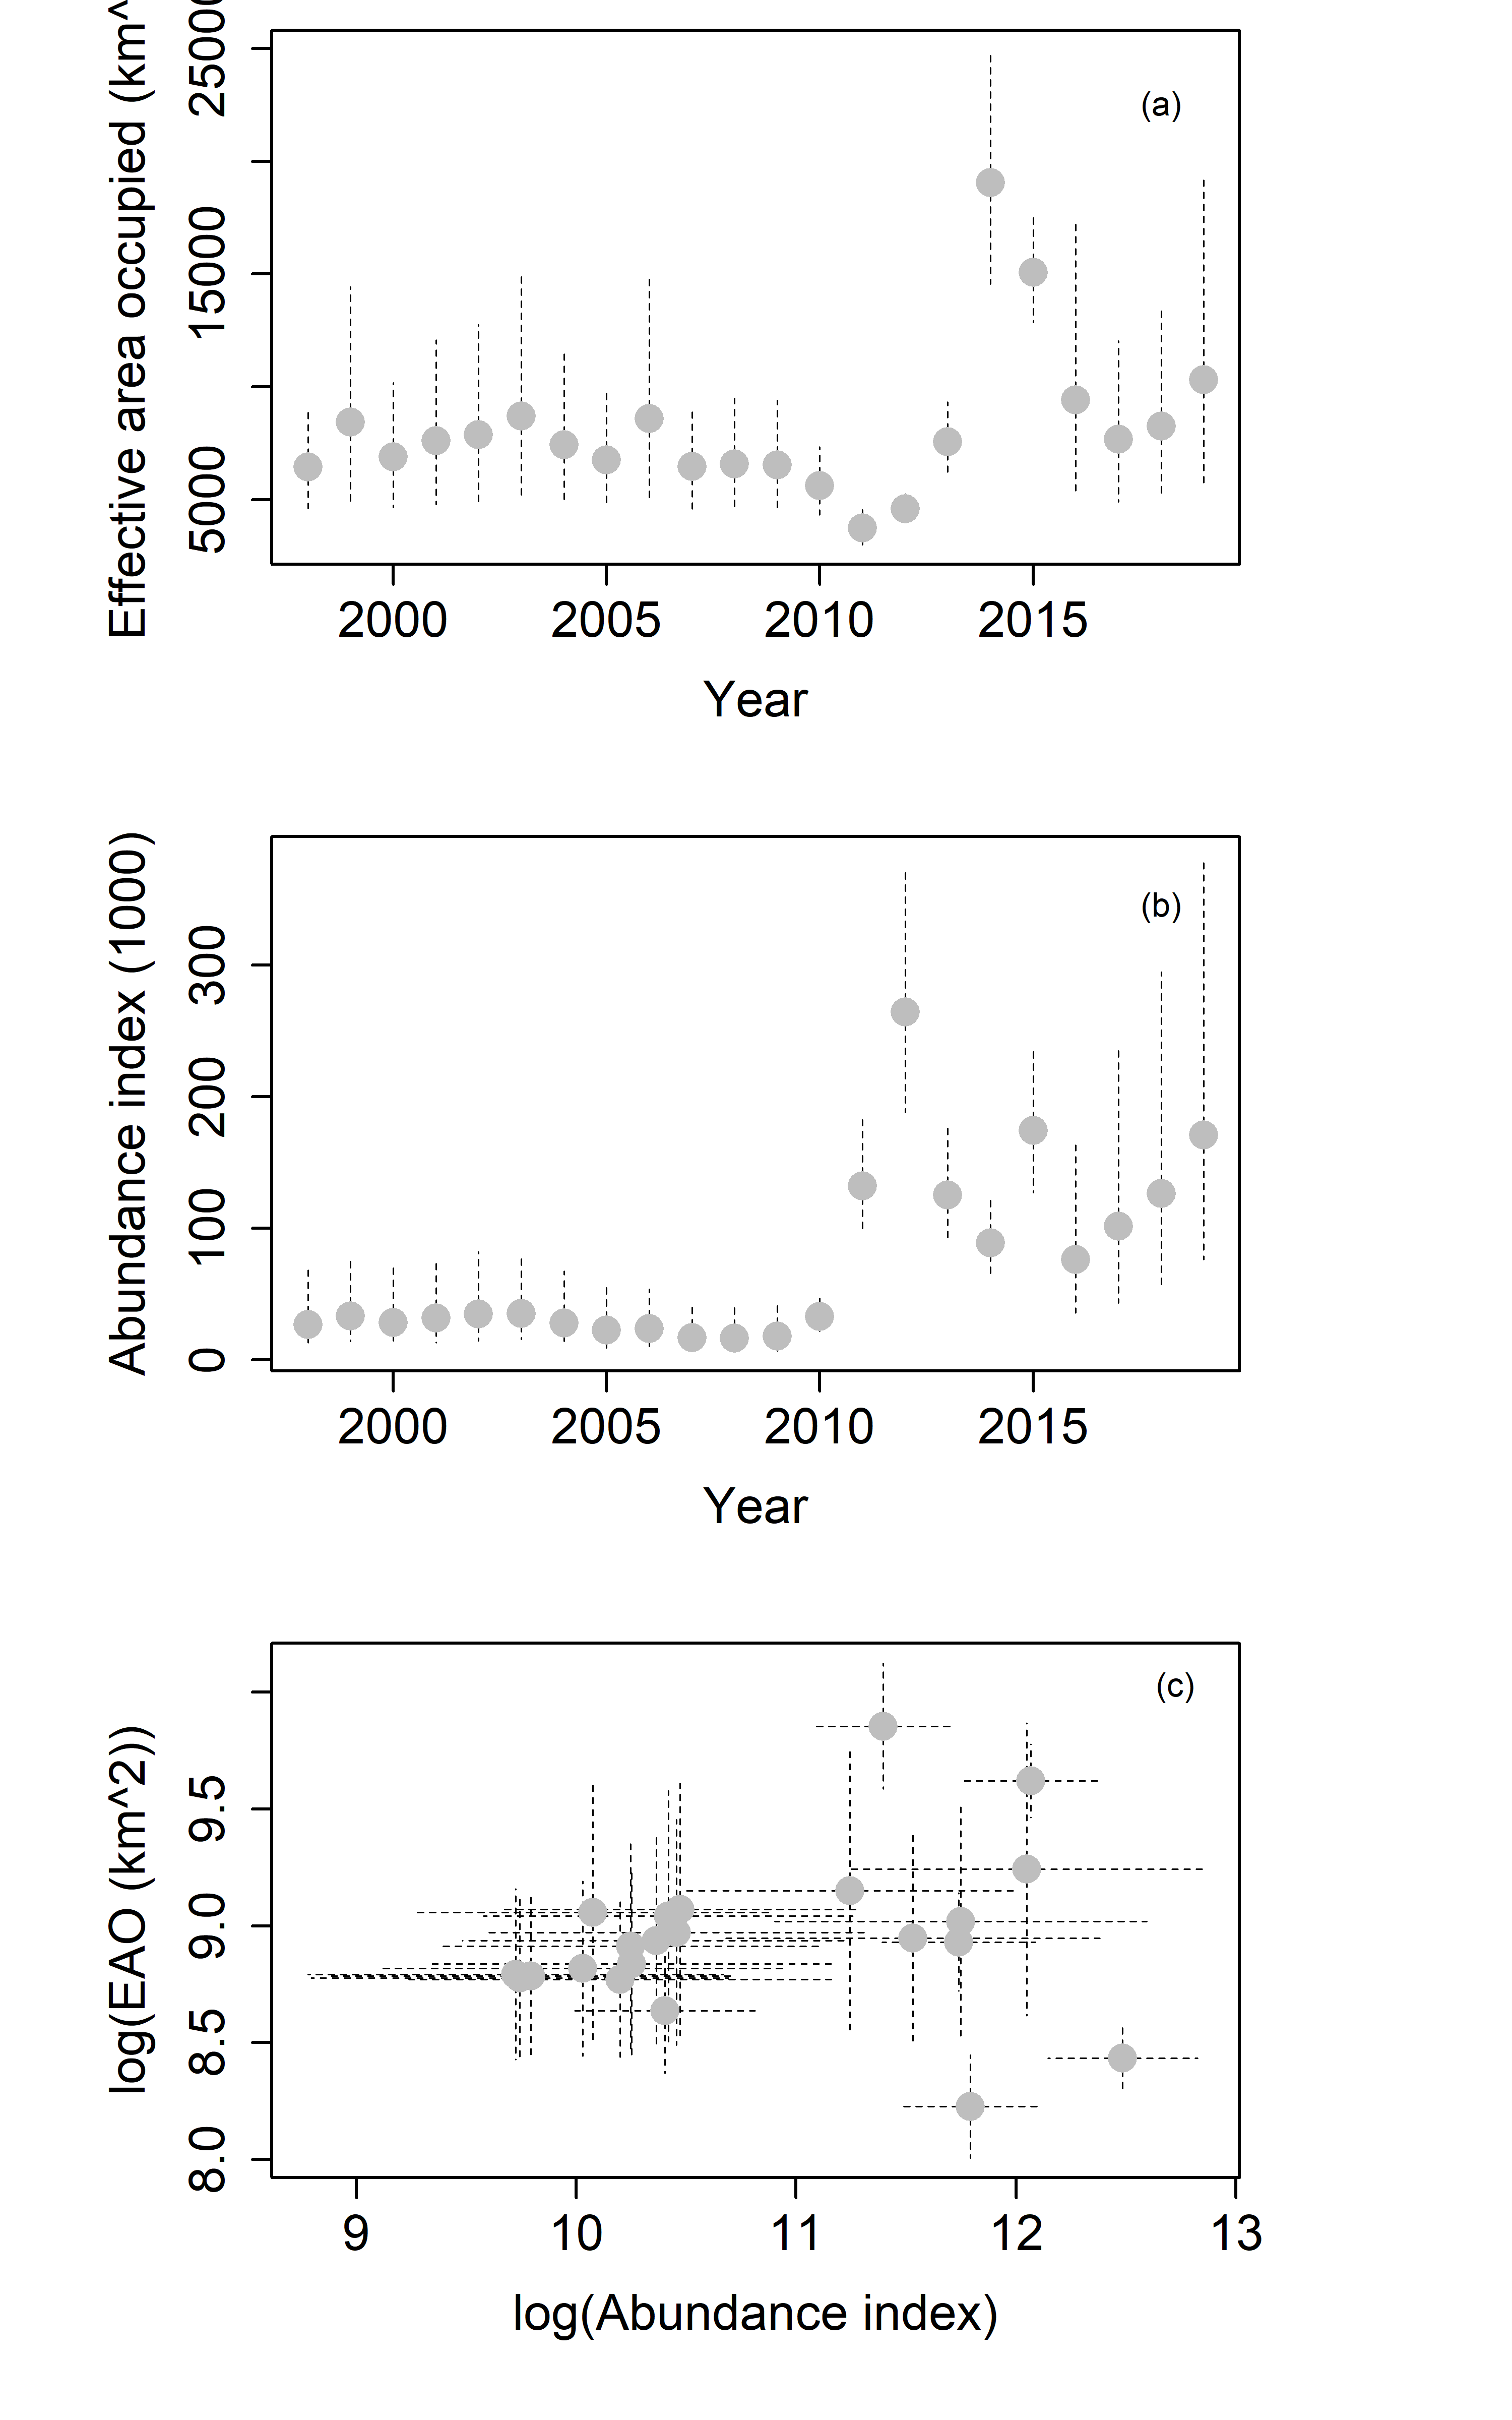 Effective area occupied (km^
5000
15000
25000
(a)
2000
2005
2010
2015
Year
Abundance index (1000)
0
100
200
300
(b)
2000
2005
2010
2015
Year
log(EAO (km^2))
8.0
8.5
9.0
9.5
(c)
9
10
11
12
13
log(Abundance index)